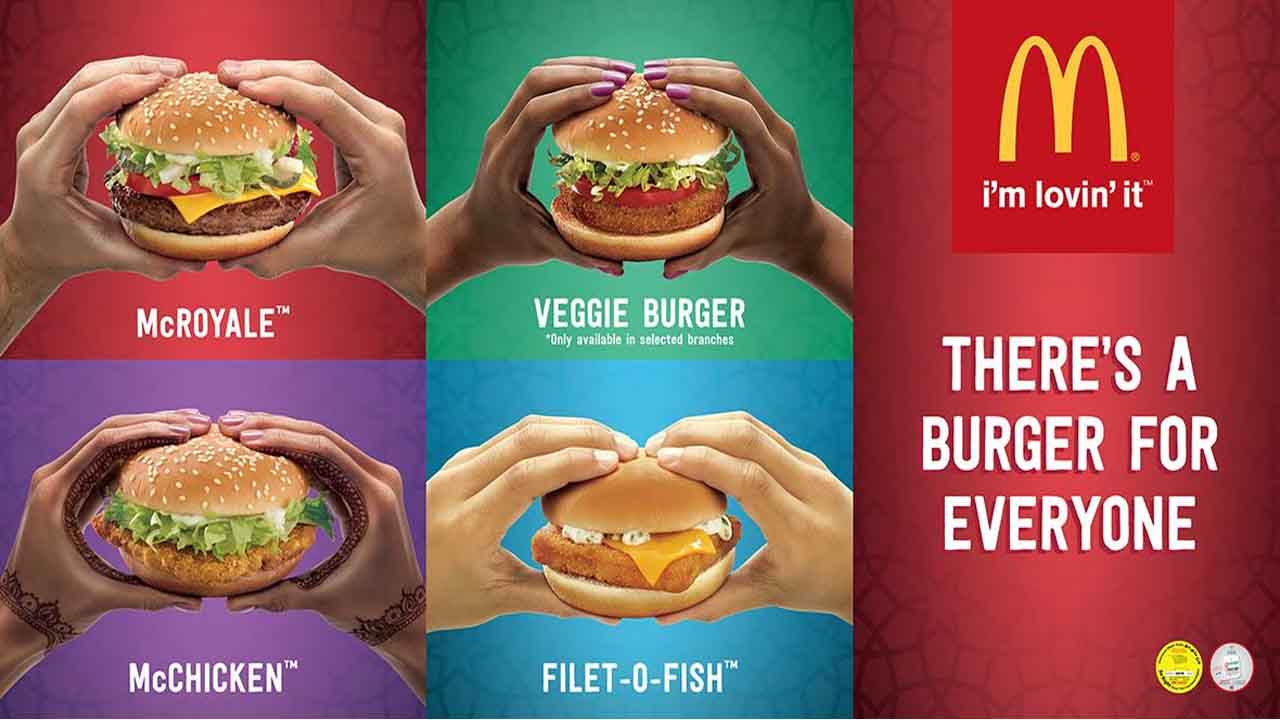 McROYALE™
VEGGIE BURGER
*Only available in selected branches
McCHICKEN™
FILET-O-FISH™
M®
i'm lovin' it™
THERE'S A
BURGER FOR
EVERYONE